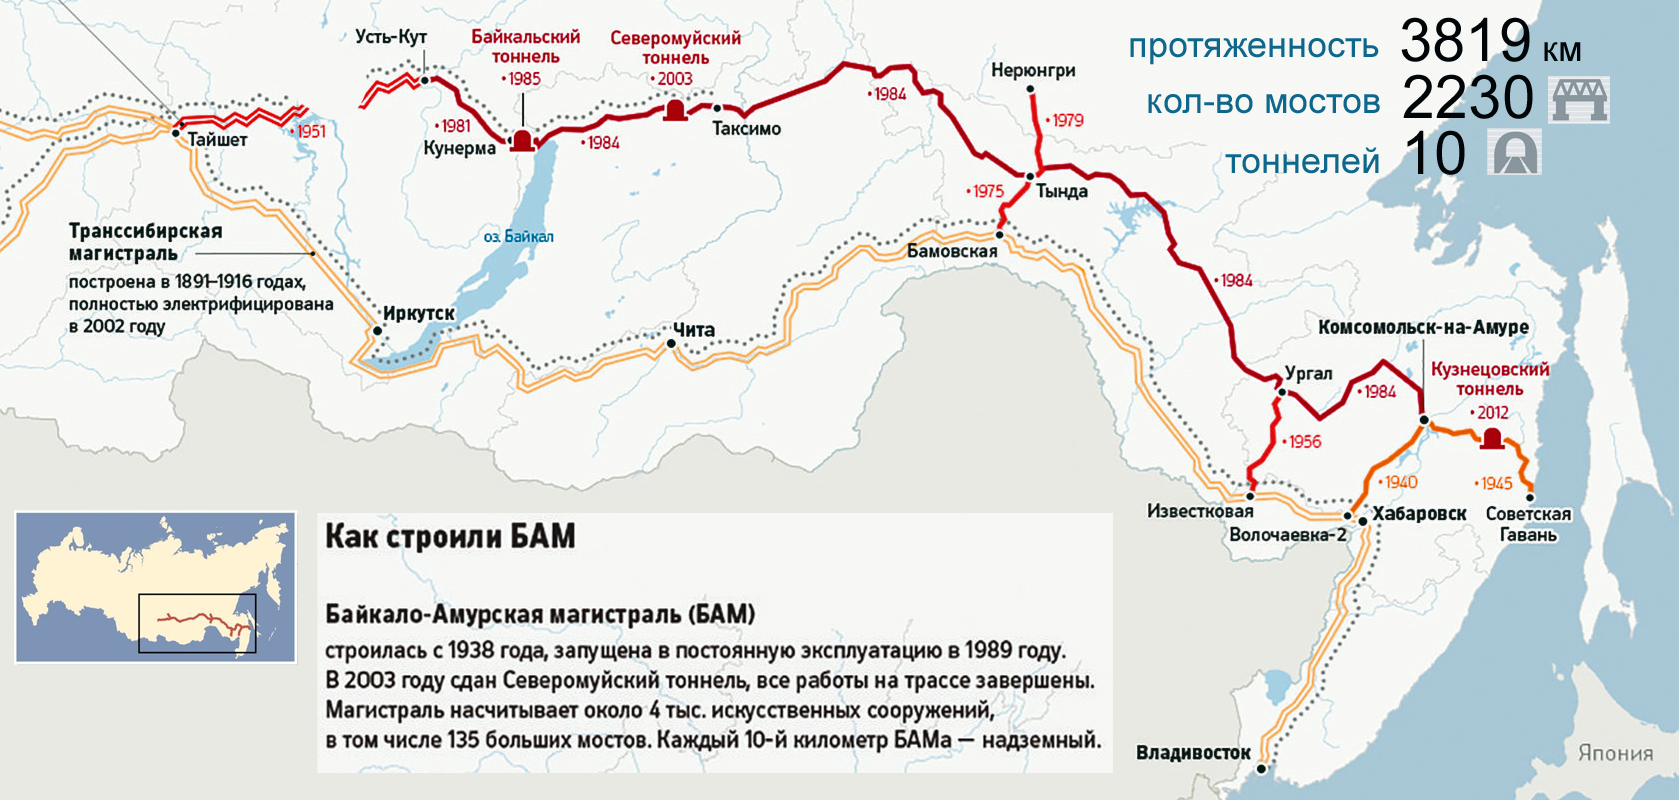 Усть-Кут
Байкальский
тоннель
•1985
Северомуйский
тоннель
•2003
Нерюнгри
протяженность 3819 км
кол-во мостов 2230
тоннелей 10
•1984
•1979
Тайшет
•1951
•1981
Кунерма
•1984
Таксимо
•1975
Тында
Транссибирская
магистраль
построена в 1891–1916 годах,
полностью электрифицирована
в 2002 году
оз. Байкал
Бамовская
•1984
Иркутск
Чита
Комсомольск-на-Амуре
Ургал
•1984
Кузнецовский
тоннель
•2012
•1956
•1940
•1945
Известковая
Волочаевка-2
Хабаровск
Советская
Гавань
Как строили БАМ
Байкало-Амурская магистраль (БАМ)
строилась с 1938 года, запущена в постоянную эксплуатацию в 1989 году.
В 2003 году сдан Северомуйский тоннель, все работы на трассе завершены.
Магистраль насчитывает около 4 тыс. искусственных сооружений,
в том числе 135 больших мостов. Каждый 10-й километр БАМа — надземный.
Владивосток
Япония